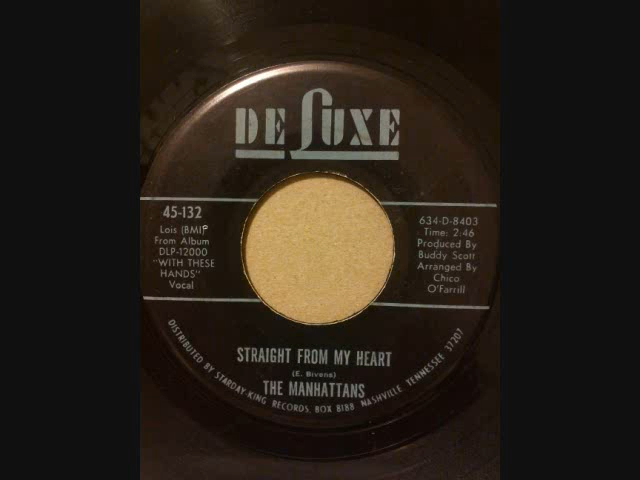 DE LUXE
45-132
Lois (BMI)P
From Album
DLP-12000
"WITH THESE
HANDS"
Vocal
634-D-8403
Time: 2:46
Produced By
Buddy Scott
Arranged By
Chico
O'Farrill
STRAIGHT FROM MY HEART
(E. Bivens)
THE MANHATTANS
DISTRIBUTED BY STARDAY-KING RECORDS, BOX 8188 NASHVILLE, TENNESSEE 37207